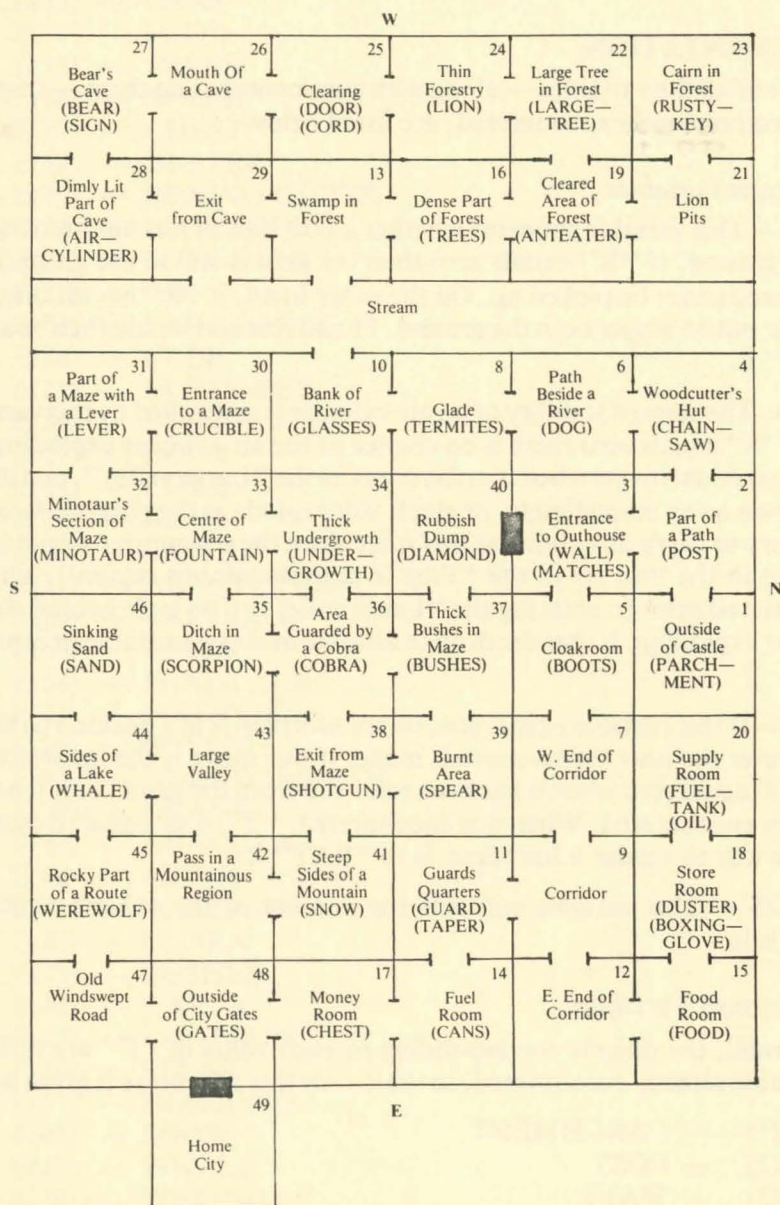 W
27
Bear's
Cave
(BEAR)
(SIGN)
26
Mouth Of
a Cave
25
Clearing
(DOOR)
(CORD)
24
Thin
Forestry
(LION)
22
Large Tree
in Forest
(LARGE—
TREE)
23
Cairn in
Forest
(RUSTY—
KEY)
28
Dimly Lit
Part of
Cave
(AIR—
CYLINDER)
29
Exit
from Cave
13
Swamp in
Forest
16
Dense Part
of Forest
(TREES)
19
Cleared
Area of
Forest
(ANTEATER)
21
Lion
Pits
Stream
31
Part of
a Maze with
a Lever
(LEVER)
30
Entrance
to a Maze
(CRUCIBLE)
10
Bank of
River
(GLASSES)
8
Glade
(TERMITES)
6
Path
Beside a
River
(DOG)
4
Woodcutter's
Hut
(CHAIN—
SAW)
32
Minotaur's
Section of
Maze
(MINOTAUR)
33
Centre of
Maze
(FOUNTAIN)
34
Thick
Undergrowth
(UNDER—
GROWTH)
40
Rubbish
Dump
(DIAMOND)
3
Entrance
to Outhouse
(WALL)
(MATCHES)
2
Part of
a Path
(POST)
S
N
46
Sinking
Sand
(SAND)
35
Ditch in
Maze
(SCORPION)
36
Area
Guarded by
a Cobra
(COBRA)
37
Thick
Bushes in
Maze
(BUSHES)
5
Cloakroom
(BOOTS)
1
Outside
of Castle
(PARCH—
MENT)
44
Sides of
a Lake
(WHALE)
43
Large
Valley
38
Exit from
Maze
(SHOTGUN)
39
Burnt
Area
(SPEAR)
7
W. End of
Corridor
20
Supply
Room
(FUEL—
TANK)
(OIL)
45
Rocky Part
of a Route
(WEREWOLF)
42
Pass in a
Mountainous
Region
41
Steep
Sides of a
Mountain
(SNOW)
11
Guards
Quarters
(GUARD)
(TAPER)
9
Corridor
18
Store
Room
(DUSTER)
(BOXING—
GLOVE)
47
Old
Windswept
Road
48
Outside
of City Gates
(GATES)
17
Money
Room
(CHEST)
14
Fuel
Room
(CANS)
12
E. End of
Corridor
15
Food
Room
(FOOD)
E
49
Home
City